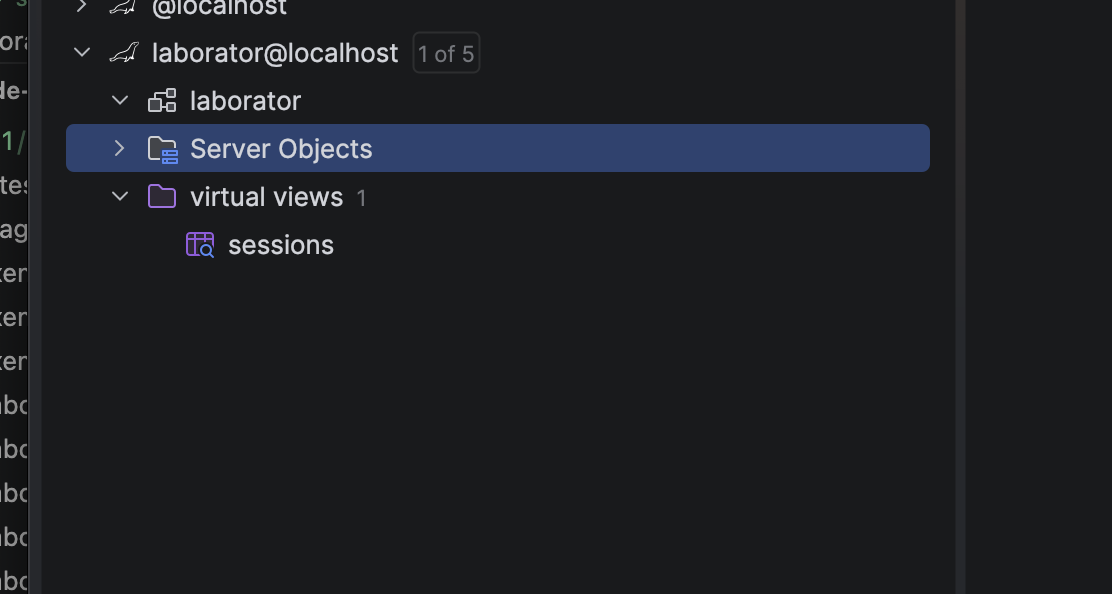 @localhost
laborator@localhost 1 of 5
laborator
Server Objects
virtual views 1
sessions